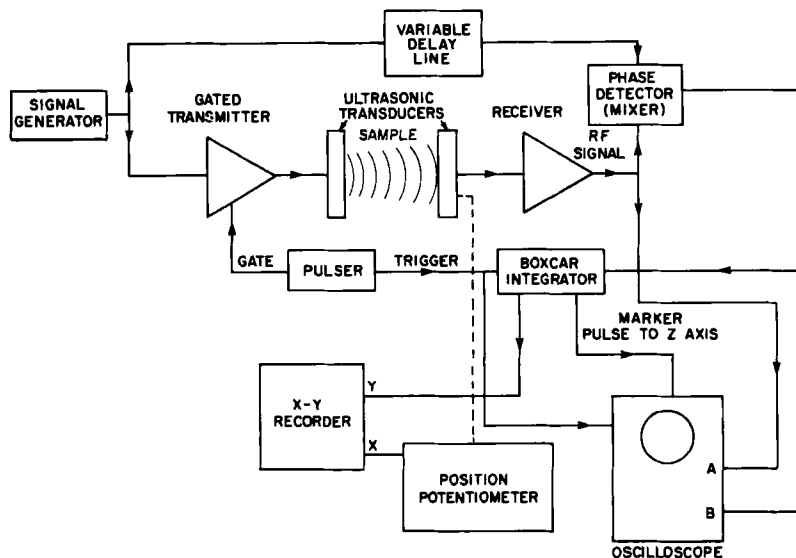 VARIABLE
DELAY
LINE
SIGNAL
GENERATOR
GATED
TRANSMITTER
ULTRASONIC
TRANSDUCERS
SAMPLE
RECEIVER
PHASE
DETECTOR
(MIXER)
RF
SIGNAL
GATE
PULSER
TRIGGER
BOXCAR
INTEGRATOR
MARKER
PULSE TO Z AXIS
X-Y
RECORDER
Y
X
POSITION
POTENTIOMETER
A
B
OSCILLOSCOPE